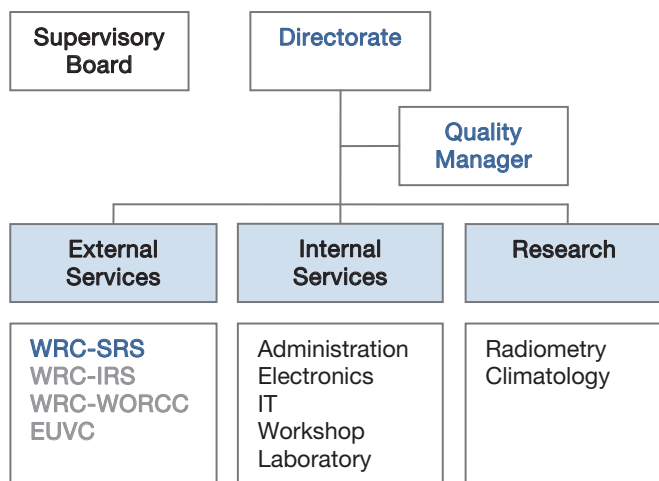 Supervisory
Board
Directorate
Quality
Manager
External
Services
Internal
Services
Research
WRC-SRS
WRC-IRS
WRC-WORCC
EUVC
Administration
Electronics
IT
Workshop
Laboratory
Radiometry
Climatology